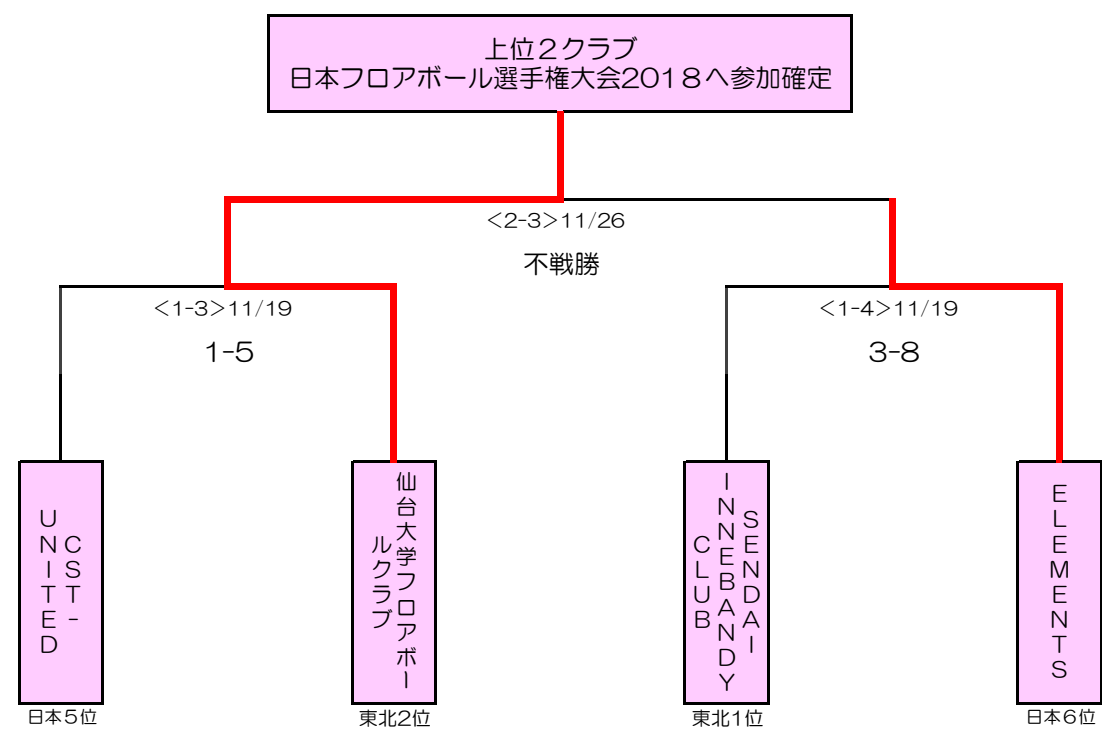 上位２クラブ
日本フロアボール選手権大会2018へ参加確定
<2-3>11/26
不戦勝
<1-3>11/19
1-5
<1-4>11/19
3-8
CST-
UNITED
仙台大学フロアボー
ルクラブ
SENDAI
INNEBANDY
CLUB
ELEMENTS
日本５位
東北2位
東北1位
日本6位